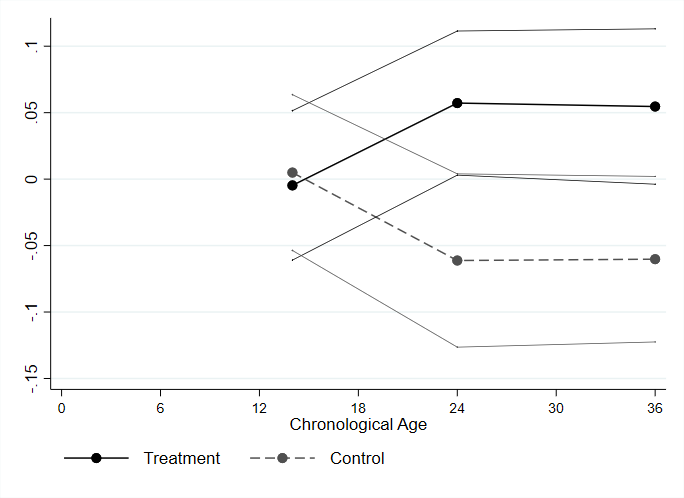 .1
.05
0
-.05
-.1
-.15
0 6 12 18 24 30 36
Chronological Age
Treatment Control